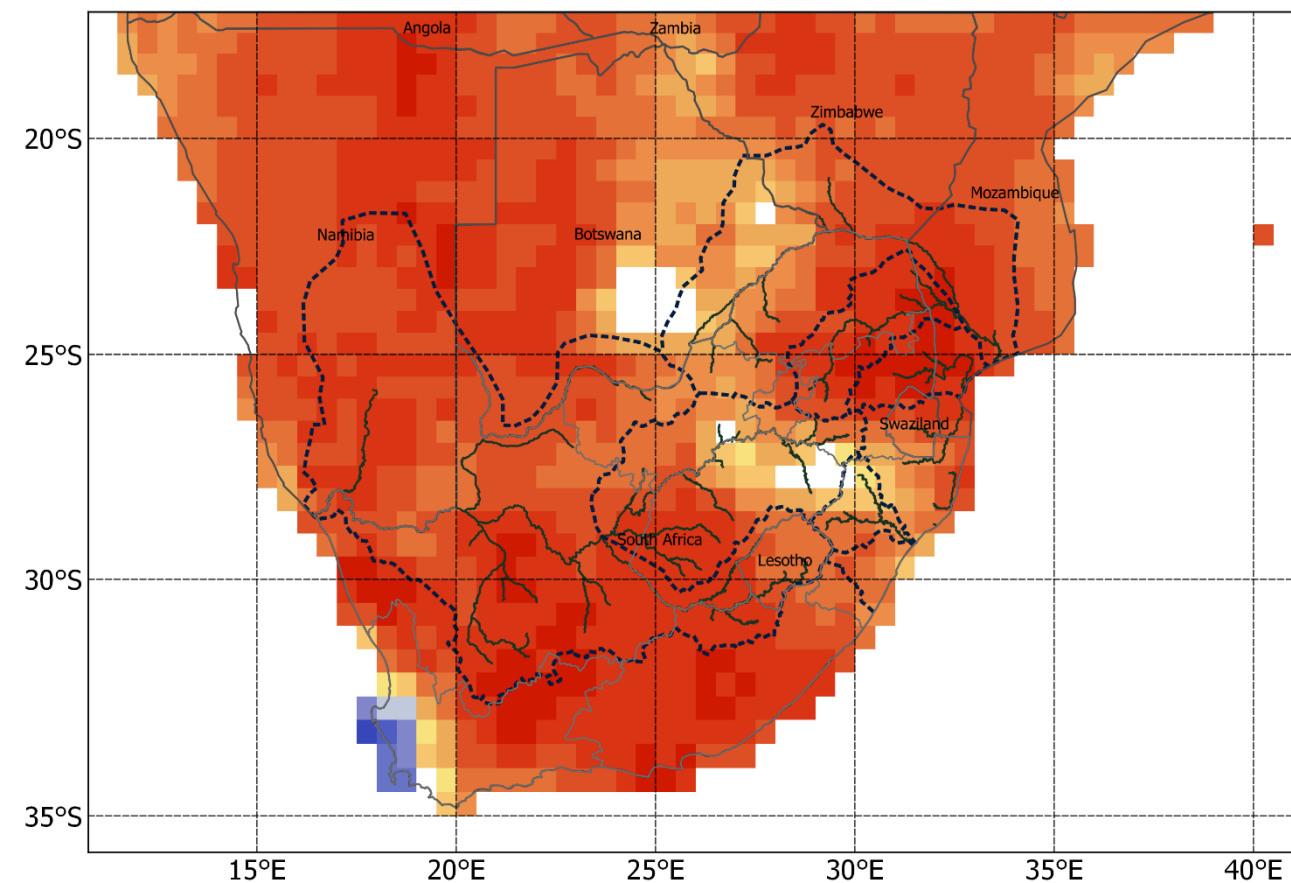 Angola
Zambia
Zimbabwe
20°S
Mozambique
Namibia
Botswana
25°S
Swaziland
South Africa
Lesotho
30°S
35°S
15°E
20°E
25°E
30°E
35°E
40°E